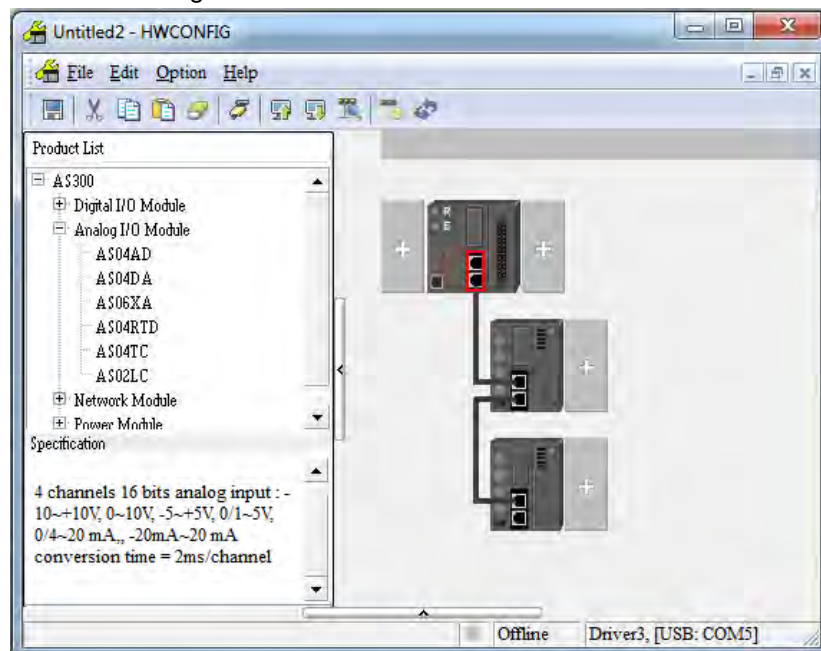 Untitled2 - HWCONFIG
File Edit Option Help
Product List
AS300
Digital I/O Module
Analog I/O Module
AS04AD
AS04DA
AS06XA
AS04RTD
AS04TC
AS02LC
Network Module
Power Module
Specification
4 channels 16 bits analog input : -
10~+10V, 0~10V, -5~+5V, 0/1~5V,
0/4~20 mA,, -20mA~20 mA
conversion time = 2ms/channel
R
E
Offline Driver3, [USB: COM5]